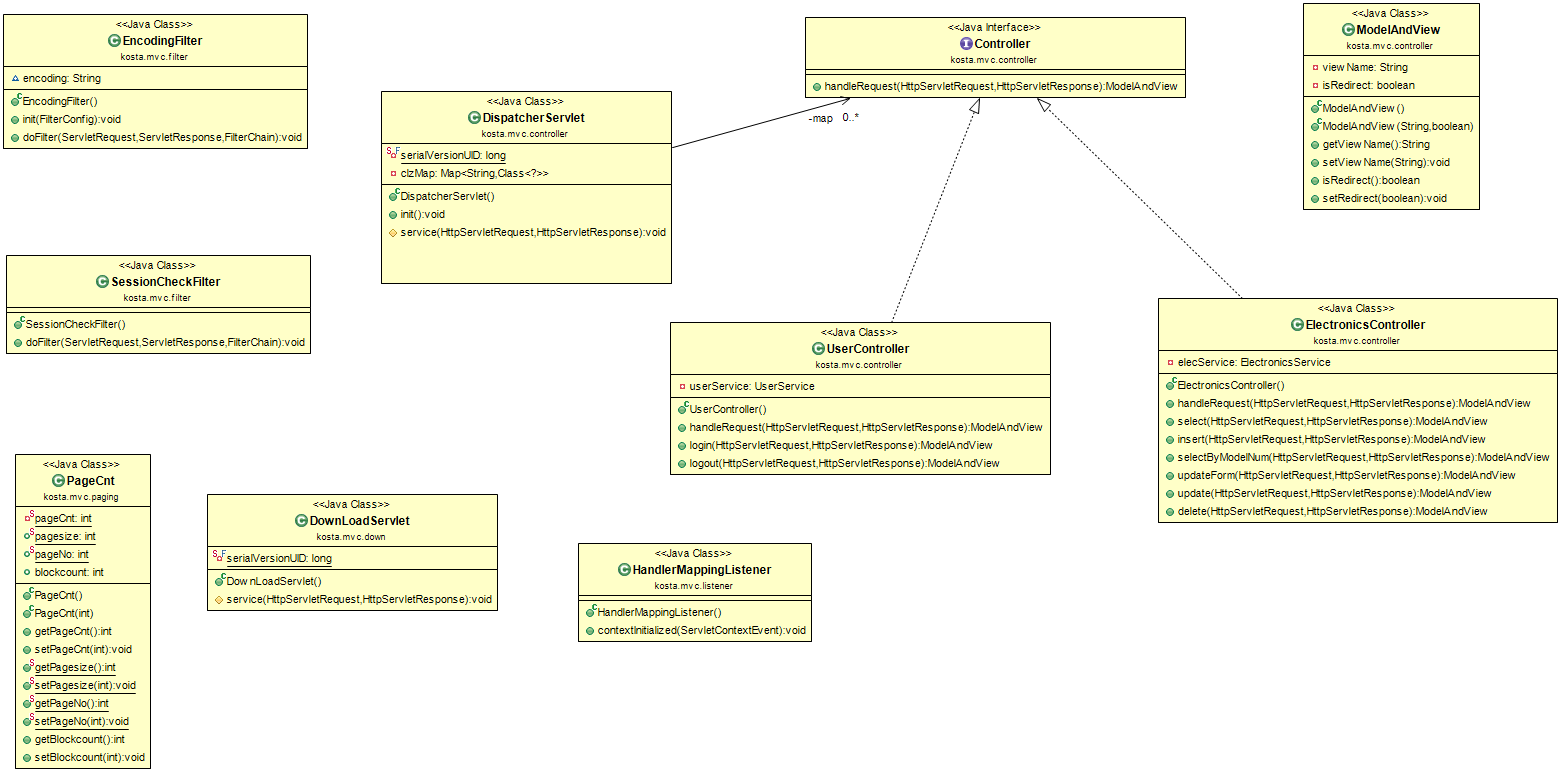 <<Java Class>>
EncodingFilter
kosta.mvc.filter
encoding: String
EncodingFilter()
init(FilterConfig):void
doFilter(ServletRequest,ServletResponse,FilterChain):void
<<Java Class>>
DispatcherServlet
kosta.mvc.controller
serialVersionUID: long
clzMap: Map<String,Class<?>>
DispatcherServlet()
init():void
service(HttpServletRequest,HttpServletResponse):void
<<Java Interface>>
Controller
kosta.mvc.controller
handleRequest(HttpServletRequest,HttpServletResponse):ModelAndView
-map 0..*
<<Java Class>>
ModelAndView
kosta.mvc.controller
viewName: String
isRedirect: boolean
ModelAndView()
ModelAndView(String,boolean)
getViewName():String
setViewName(String):void
isRedirect():boolean
setRedirect(boolean):void
<<Java Class>>
SessionCheckFilter
kosta.mvc.filter
SessionCheckFilter()
doFilter(ServletRequest,ServletResponse,FilterChain):void
<<Java Class>>
UserController
kosta.mvc.controller
userService: UserService
UserController()
handleRequest(HttpServletRequest,HttpServletResponse):ModelAndView
login(HttpServletRequest,HttpServletResponse):ModelAndView
logout(HttpServletRequest,HttpServletResponse):ModelAndView
<<Java Class>>
ElectronicsController
kosta.mvc.controller
elecService: ElectronicsService
ElectronicsController()
handleRequest(HttpServletRequest,HttpServletResponse):ModelAndView
select(HttpServletRequest,HttpServletResponse):ModelAndView
insert(HttpServletRequest,HttpServletResponse):ModelAndView
selectByModelNum(HttpServletRequest,HttpServletResponse):ModelAndView
updateForm(HttpServletRequest,HttpServletResponse):ModelAndView
update(HttpServletRequest,HttpServletResponse):ModelAndView
delete(HttpServletRequest,HttpServletResponse):ModelAndView
<<Java Class>>
PageCnt
kosta.mvc.paging
pageCnt: int
pagesize: int
pageNo: int
blockcount: int
PageCnt()
PageCnt(int)
getPageCnt():int
setPageCnt(int):void
getPagesize():int
setPagesize(int):void
getPageNo():int
setPageNo(int):void
getBlockcount():int
setBlockcount(int):void
<<Java Class>>
DownLoadServlet
kosta.mvc.down
serialVersionUID: long
DownLoadServlet()
service(HttpServletRequest,HttpServletResponse):void
<<Java Class>>
HandlerMappingListener
kosta.mvc.listener
HandlerMappingListener()
contextInitialized(ServletContextEvent):void